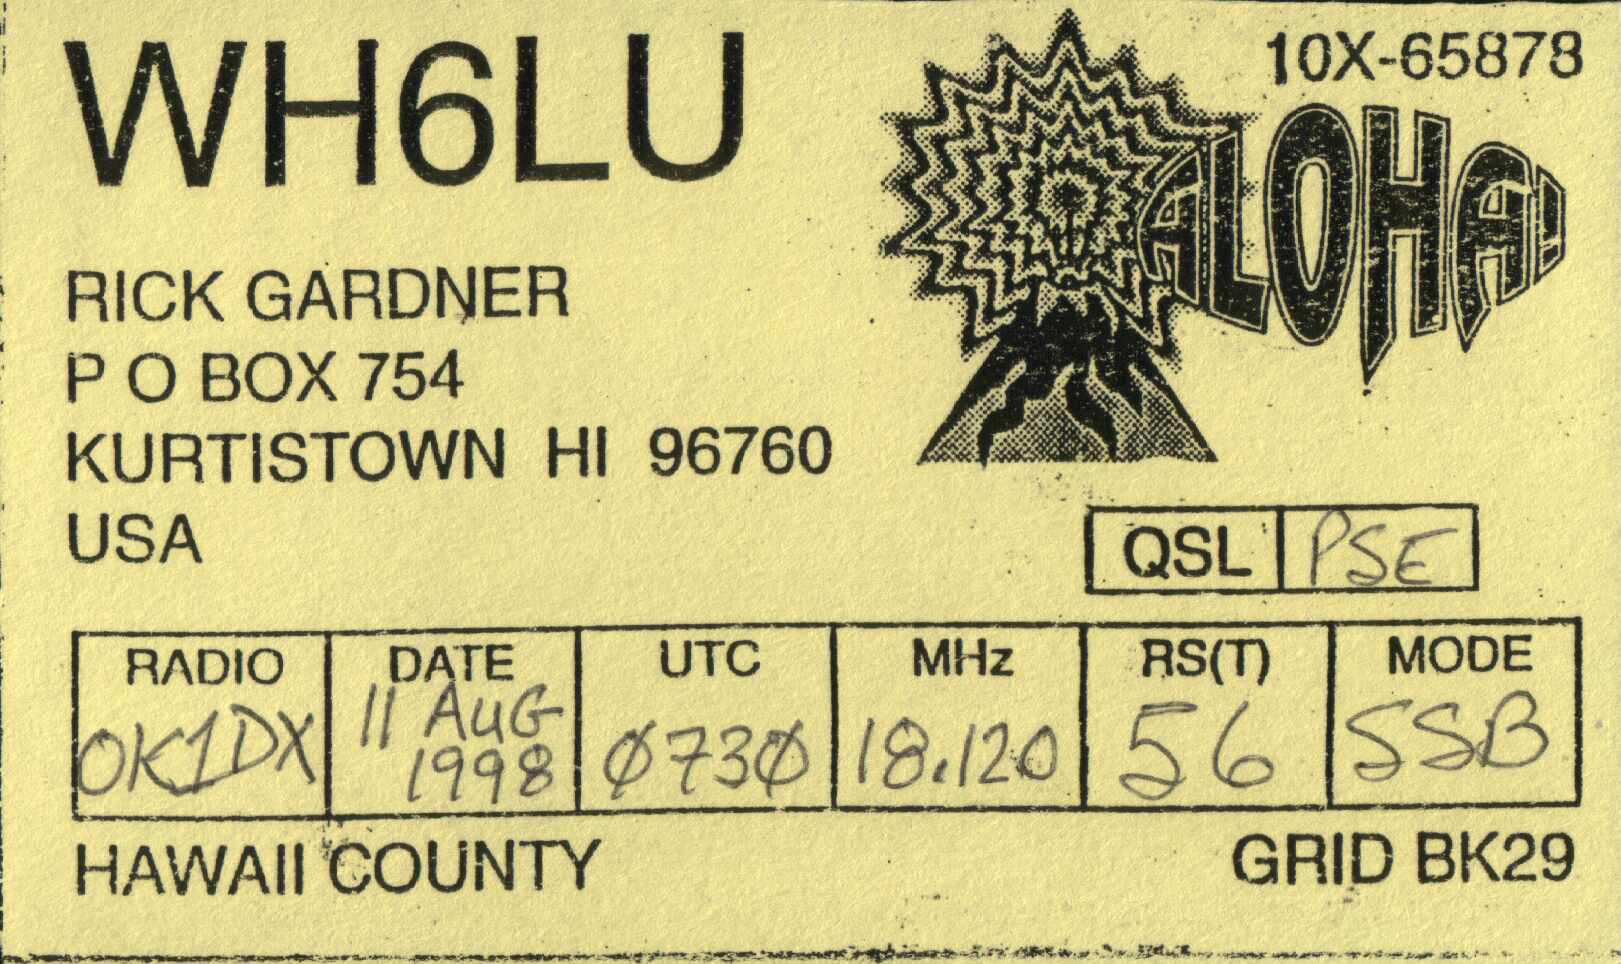 WH6LU
10X-65878
ALOHA!
RICK GARDNER
P O BOX 754
KURTISTOWN HI 96760
USA
QSL PSE
RADIO DATE UTC MHz RS(T) MODE
OK1DX 11 AUG 1998 Ø73Ø 18.120 56 SSB
HAWAII COUNTY GRID BK29